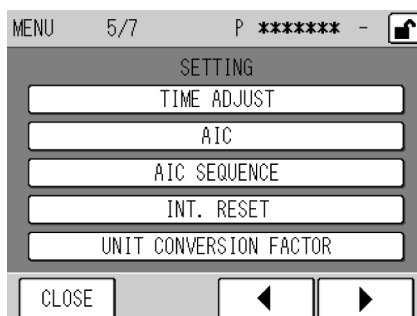 MENU 5/7 P ******* -
SETTING
TIME ADJUST
AIC
AIC SEQUENCE
INT. RESET
UNIT CONVERSION FACTOR
CLOSE